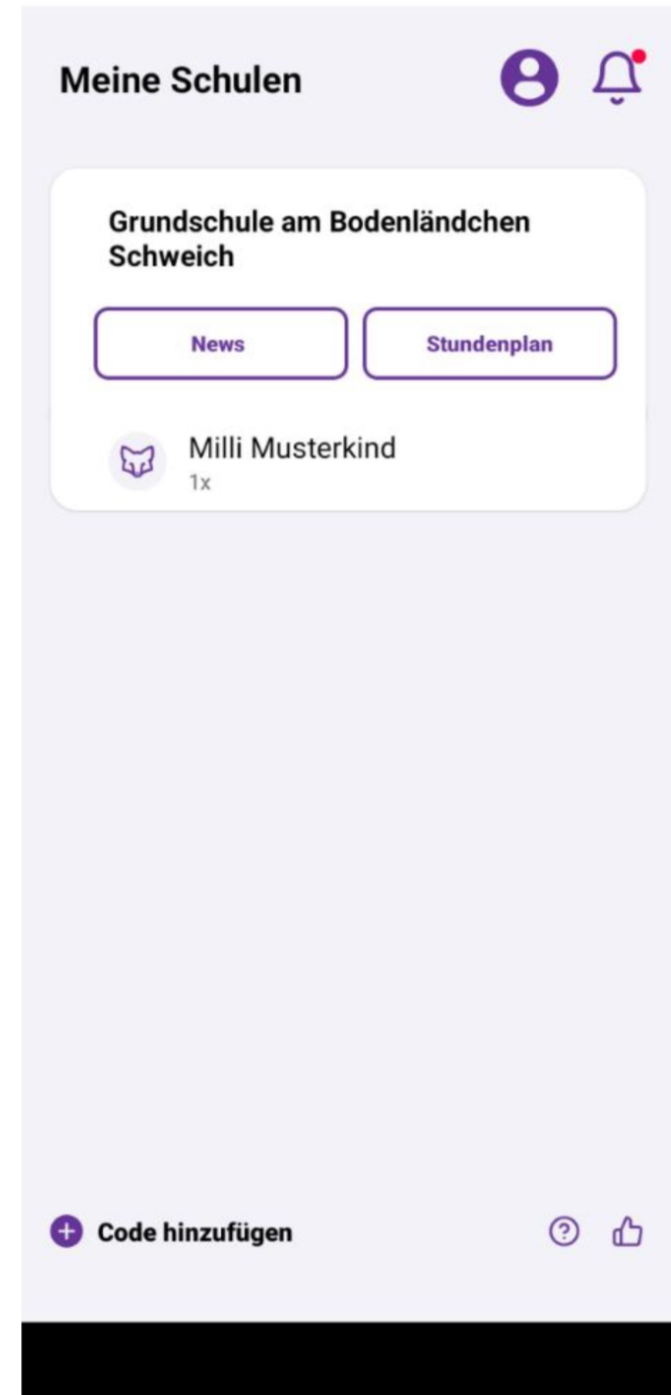 Meine Schulen
Grundschule am Bodenländchen
Schweich
News
Stundenplan
Milli Musterkind
1x
Code hinzufügen